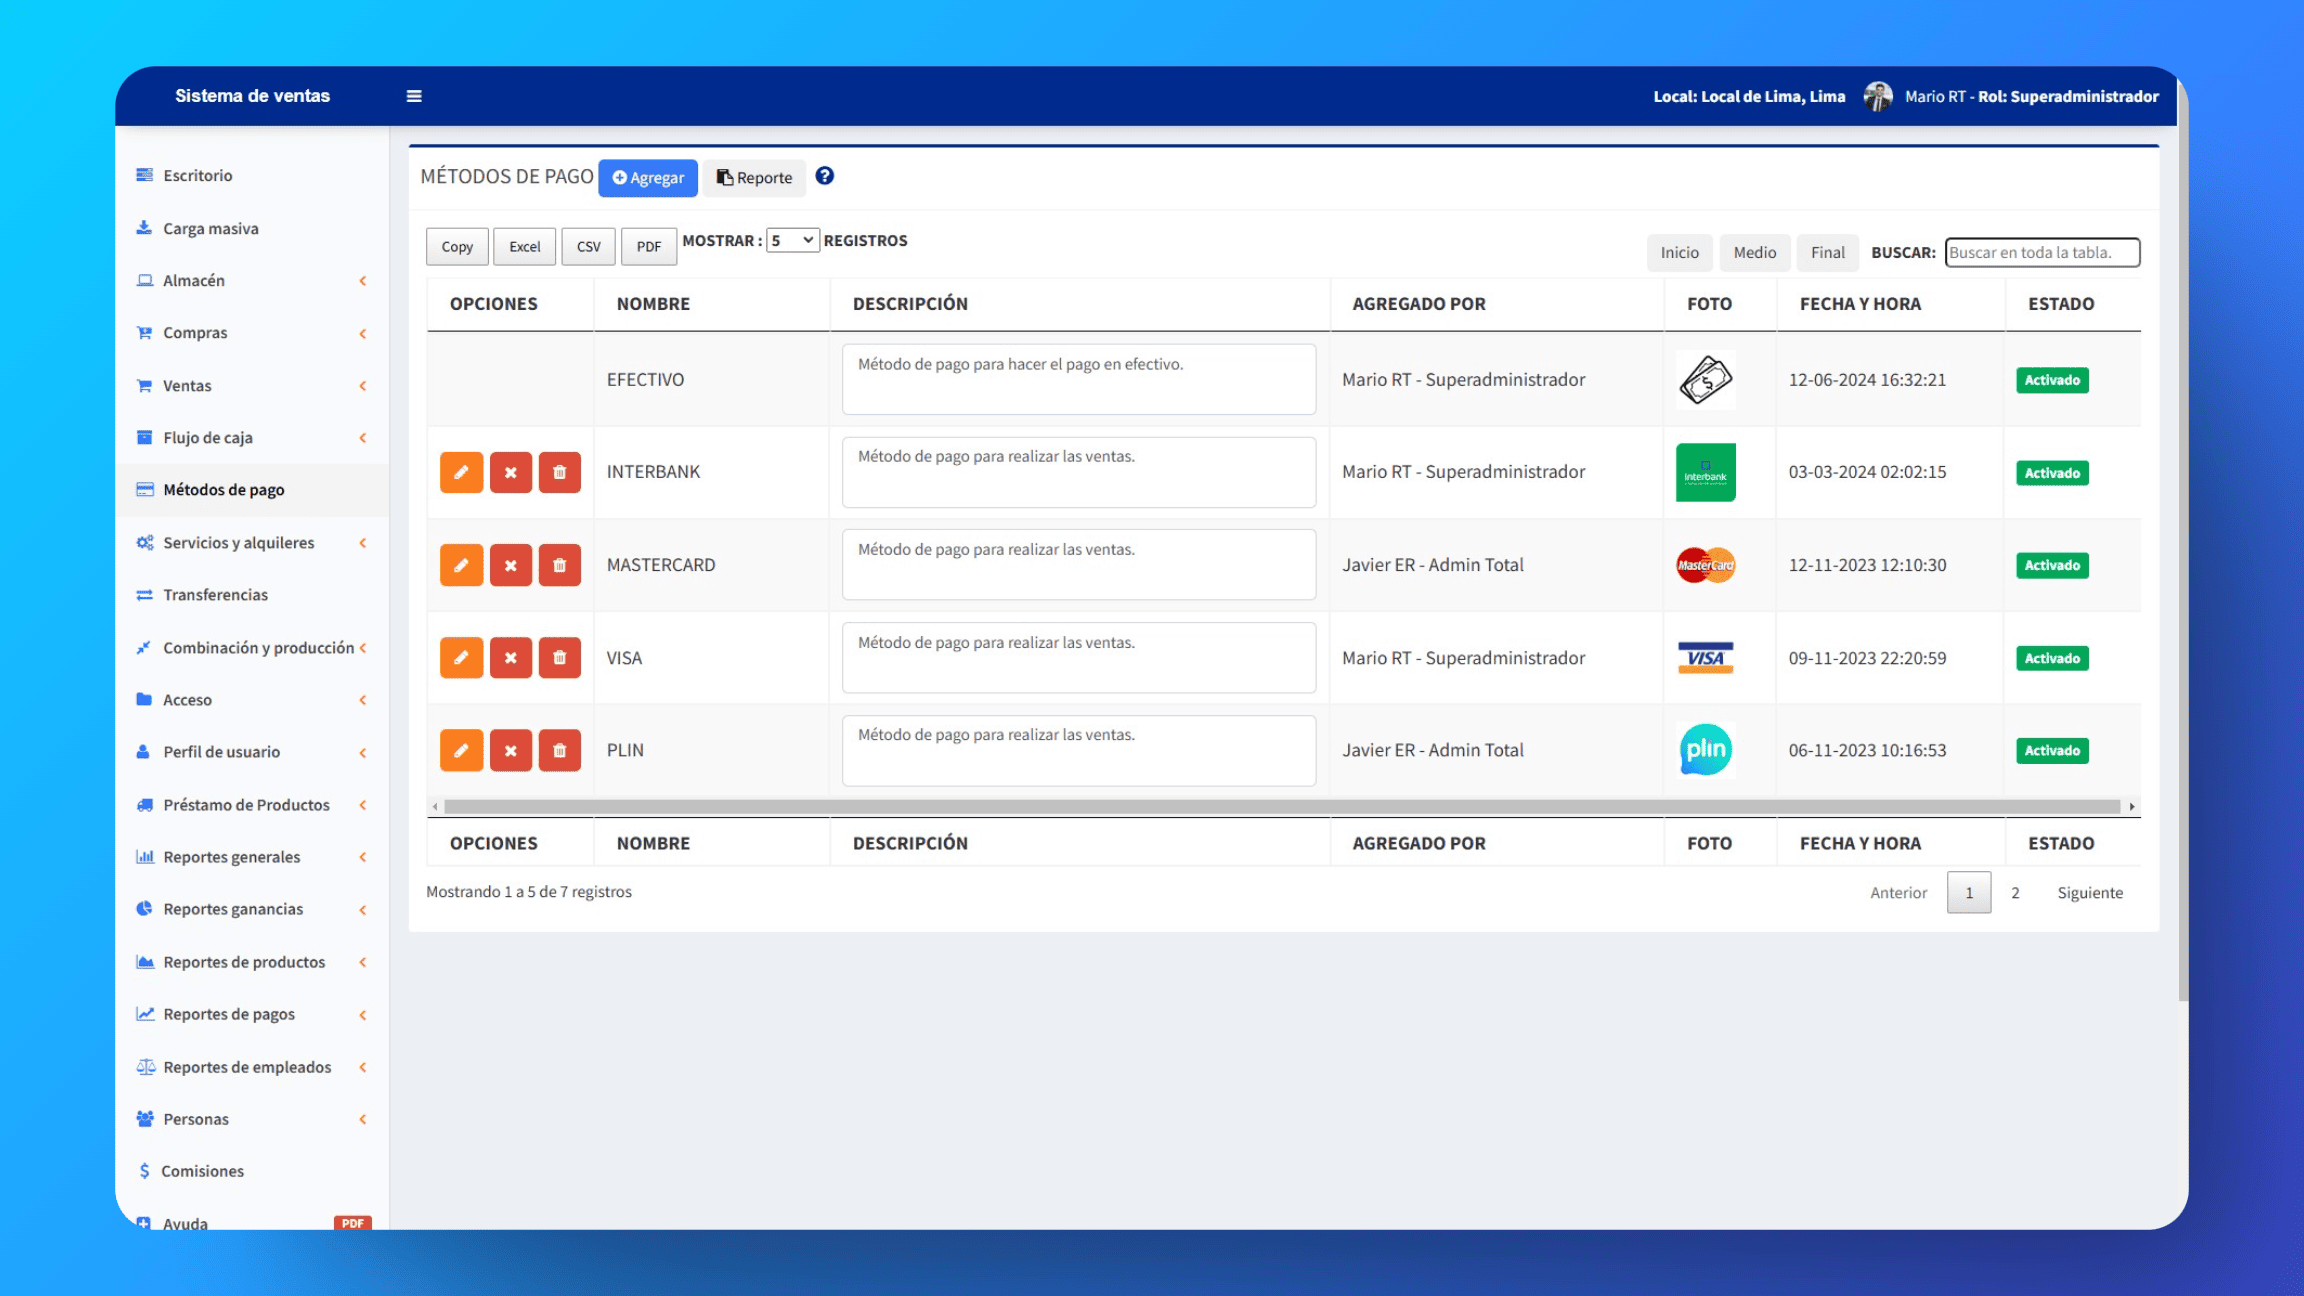 Sistema de ventas
Local: Local de Lima, Lima
Mario RT - Rol: Superadministrador
Escritorio
Carga masiva
Almacén
Compras
Ventas
Flujo de caja
Métodos de pago
Servicios y alquileres
Transferencias
Combinación y producción
Acceso
Perfil de usuario
Préstamo de Productos
Reportes generales
Reportes ganancias
Reportes de productos
Reportes de pagos
Reportes de empleados
Personas
Comisiones
Ayuda PDF
MÉTODOS DE PAGO Agregar Reporte
Copy Excel CSV PDF MOSTRAR : 5 REGISTROS
Inicio Medio Final BUSCAR: Buscar en toda la tabla.
OPCIONES NOMBRE DESCRIPCIÓN AGREGADO POR FOTO FECHA Y HORA ESTADO
EFECTIVO Método de pago para hacer el pago en efectivo. Mario RT - Superadministrador 12-06-2024 16:32:21 Activado
INTERBANK Método de pago para realizar las ventas. Mario RT - Superadministrador interbank 03-03-2024 02:02:15 Activado
MASTERCARD Método de pago para realizar las ventas. Javier ER - Admin Total MasterCard 12-11-2023 12:10:30 Activado
VISA Método de pago para realizar las ventas. Mario RT - Superadministrador VISA 09-11-2023 22:20:59 Activado
PLIN Método de pago para realizar las ventas. Javier ER - Admin Total plin 06-11-2023 10:16:53 Activado
OPCIONES NOMBRE DESCRIPCIÓN AGREGADO POR FOTO FECHA Y HORA ESTADO
Mostrando 1 a 5 de 7 registros
Anterior 1 2 Siguiente